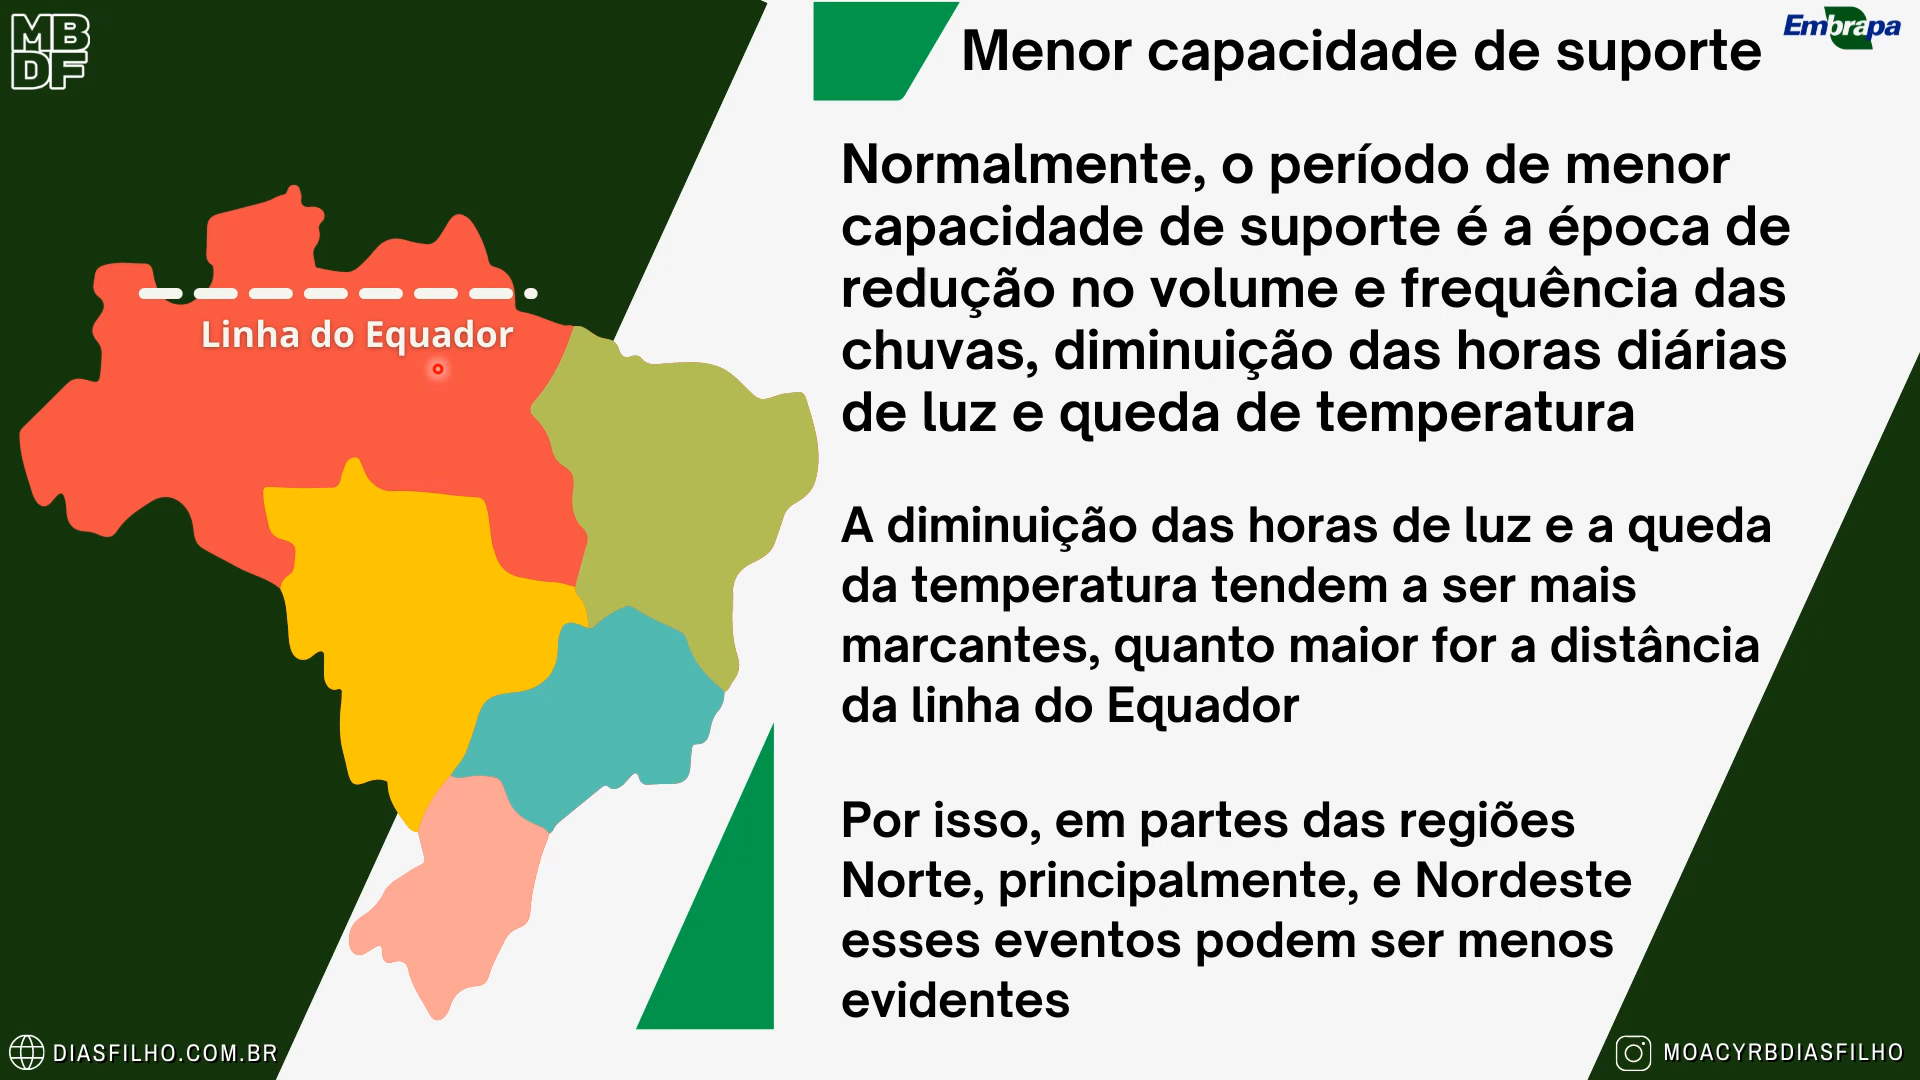 MB
DF
Menor capacidade de suporte
Embrapa
Linha do Equador
Normalmente, o período de menor
capacidade de suporte é a época de
redução no volume e frequência das
chuvas, diminuição das horas diárias
de luz e queda de temperatura
A diminuição das horas de luz e a queda
da temperatura tendem a ser mais
marcantes, quanto maior for a distância
da linha do Equador
Por isso, em partes das regiões
Norte, principalmente, e Nordeste
esses eventos podem ser menos
evidentes
DIASFILHO.COM.BR
MOACYRBDIASFILHO